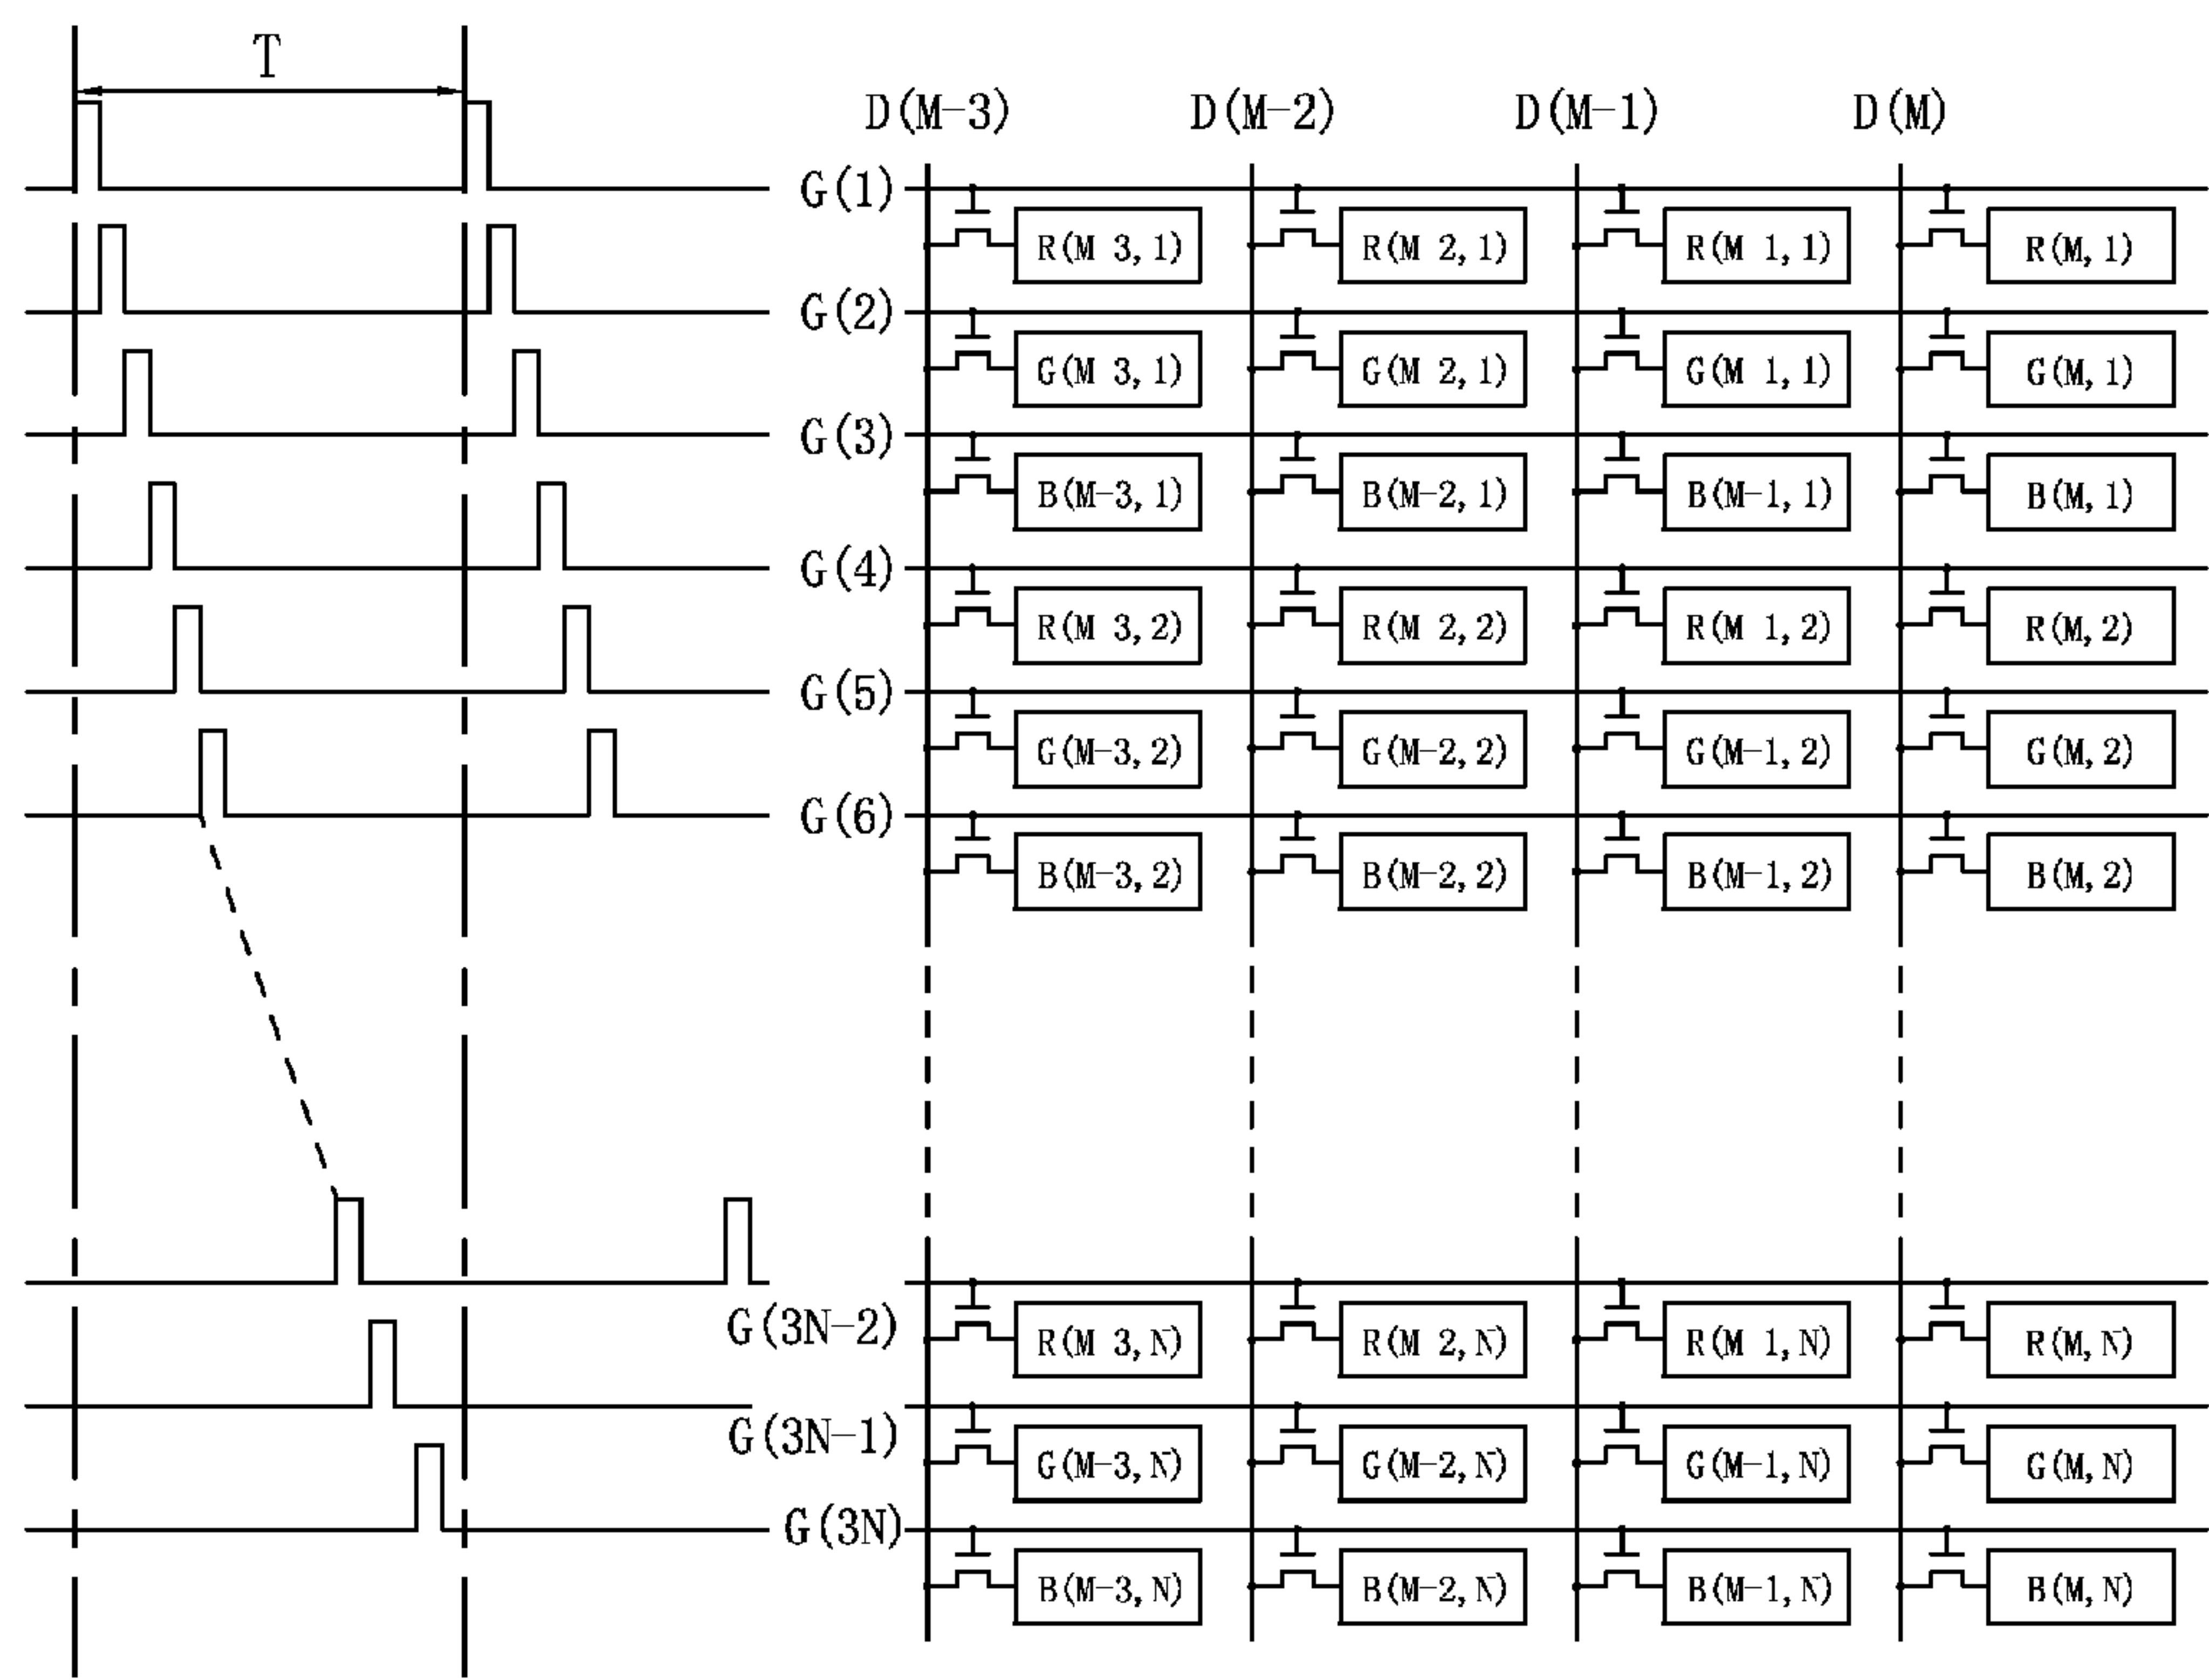 T
D(M-3) D(M-2) D(M-1) D(M)
G(1)
R(M 3,1) R(M 2,1) R(M 1,1) R(M,1)
G(2)
G(M 3,1) G(M 2,1) G(M 1,1) G(M,1)
G(3)
B(M-3,1) B(M-2,1) B(M-1,1) B(M,1)
G(4)
R(M 3,2) R(M 2,2) R(M 1,2) R(M,2)
G(5)
G(M-3,2) G(M-2,2) G(M-1,2) G(M,2)
G(6)
B(M-3,2) B(M-2,2) B(M-1,2) B(M,2)
G(3N-2)
R(M 3,N) R(M 2,N) R(M 1,N) R(M,N)
G(3N-1)
G(M-3,N) G(M-2,N) G(M-1,N) G(M,N)
G(3N)
B(M-3,N) B(M-2,N) B(M-1,N) B(M,N)